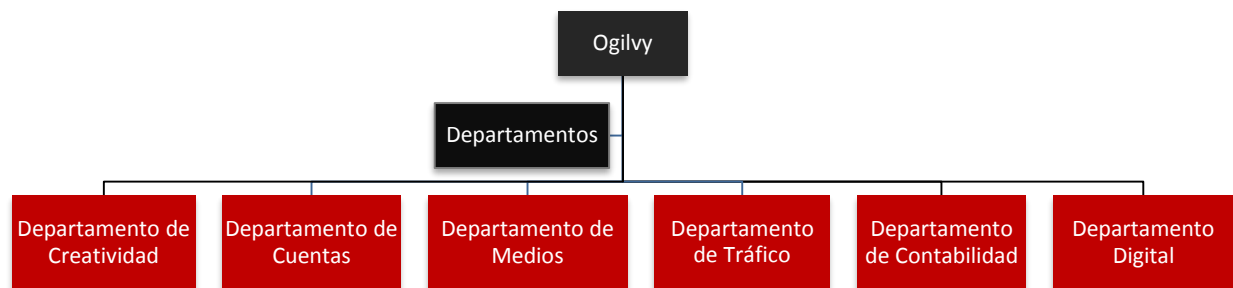 Ogilvy
Departamentos
Departamento de
Creatividad
Departamento de
Cuentas
Departamento de
Medios
Departamento
de Tráfico
Departamento
de Contabilidad
Departamento
Digital